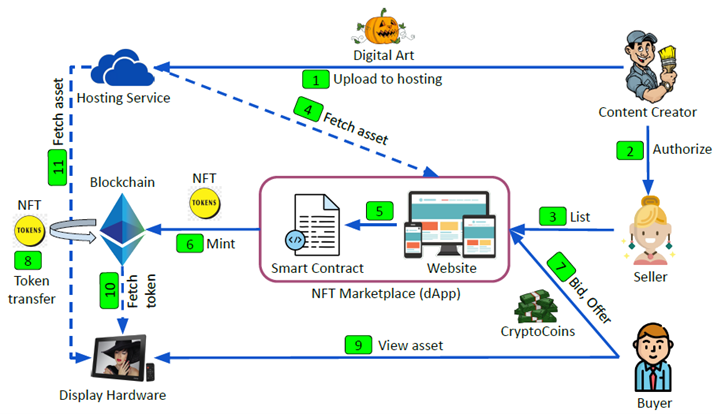 Digital Art
1 Upload to hosting
Hosting Service
Content Creator
4 Fetch asset
2 Authorize
11 Fetch asset
Blockchain
NFT
NFT
TOKENS
TOKENS
5
3 List
6 Mint
Smart Contract
Website
Seller
8
Token
transfer
10 Fetch
token
NFT Marketplace (dApp)
7 Bid, Offer
CryptoCoins
9 View asset
Display Hardware
Buyer